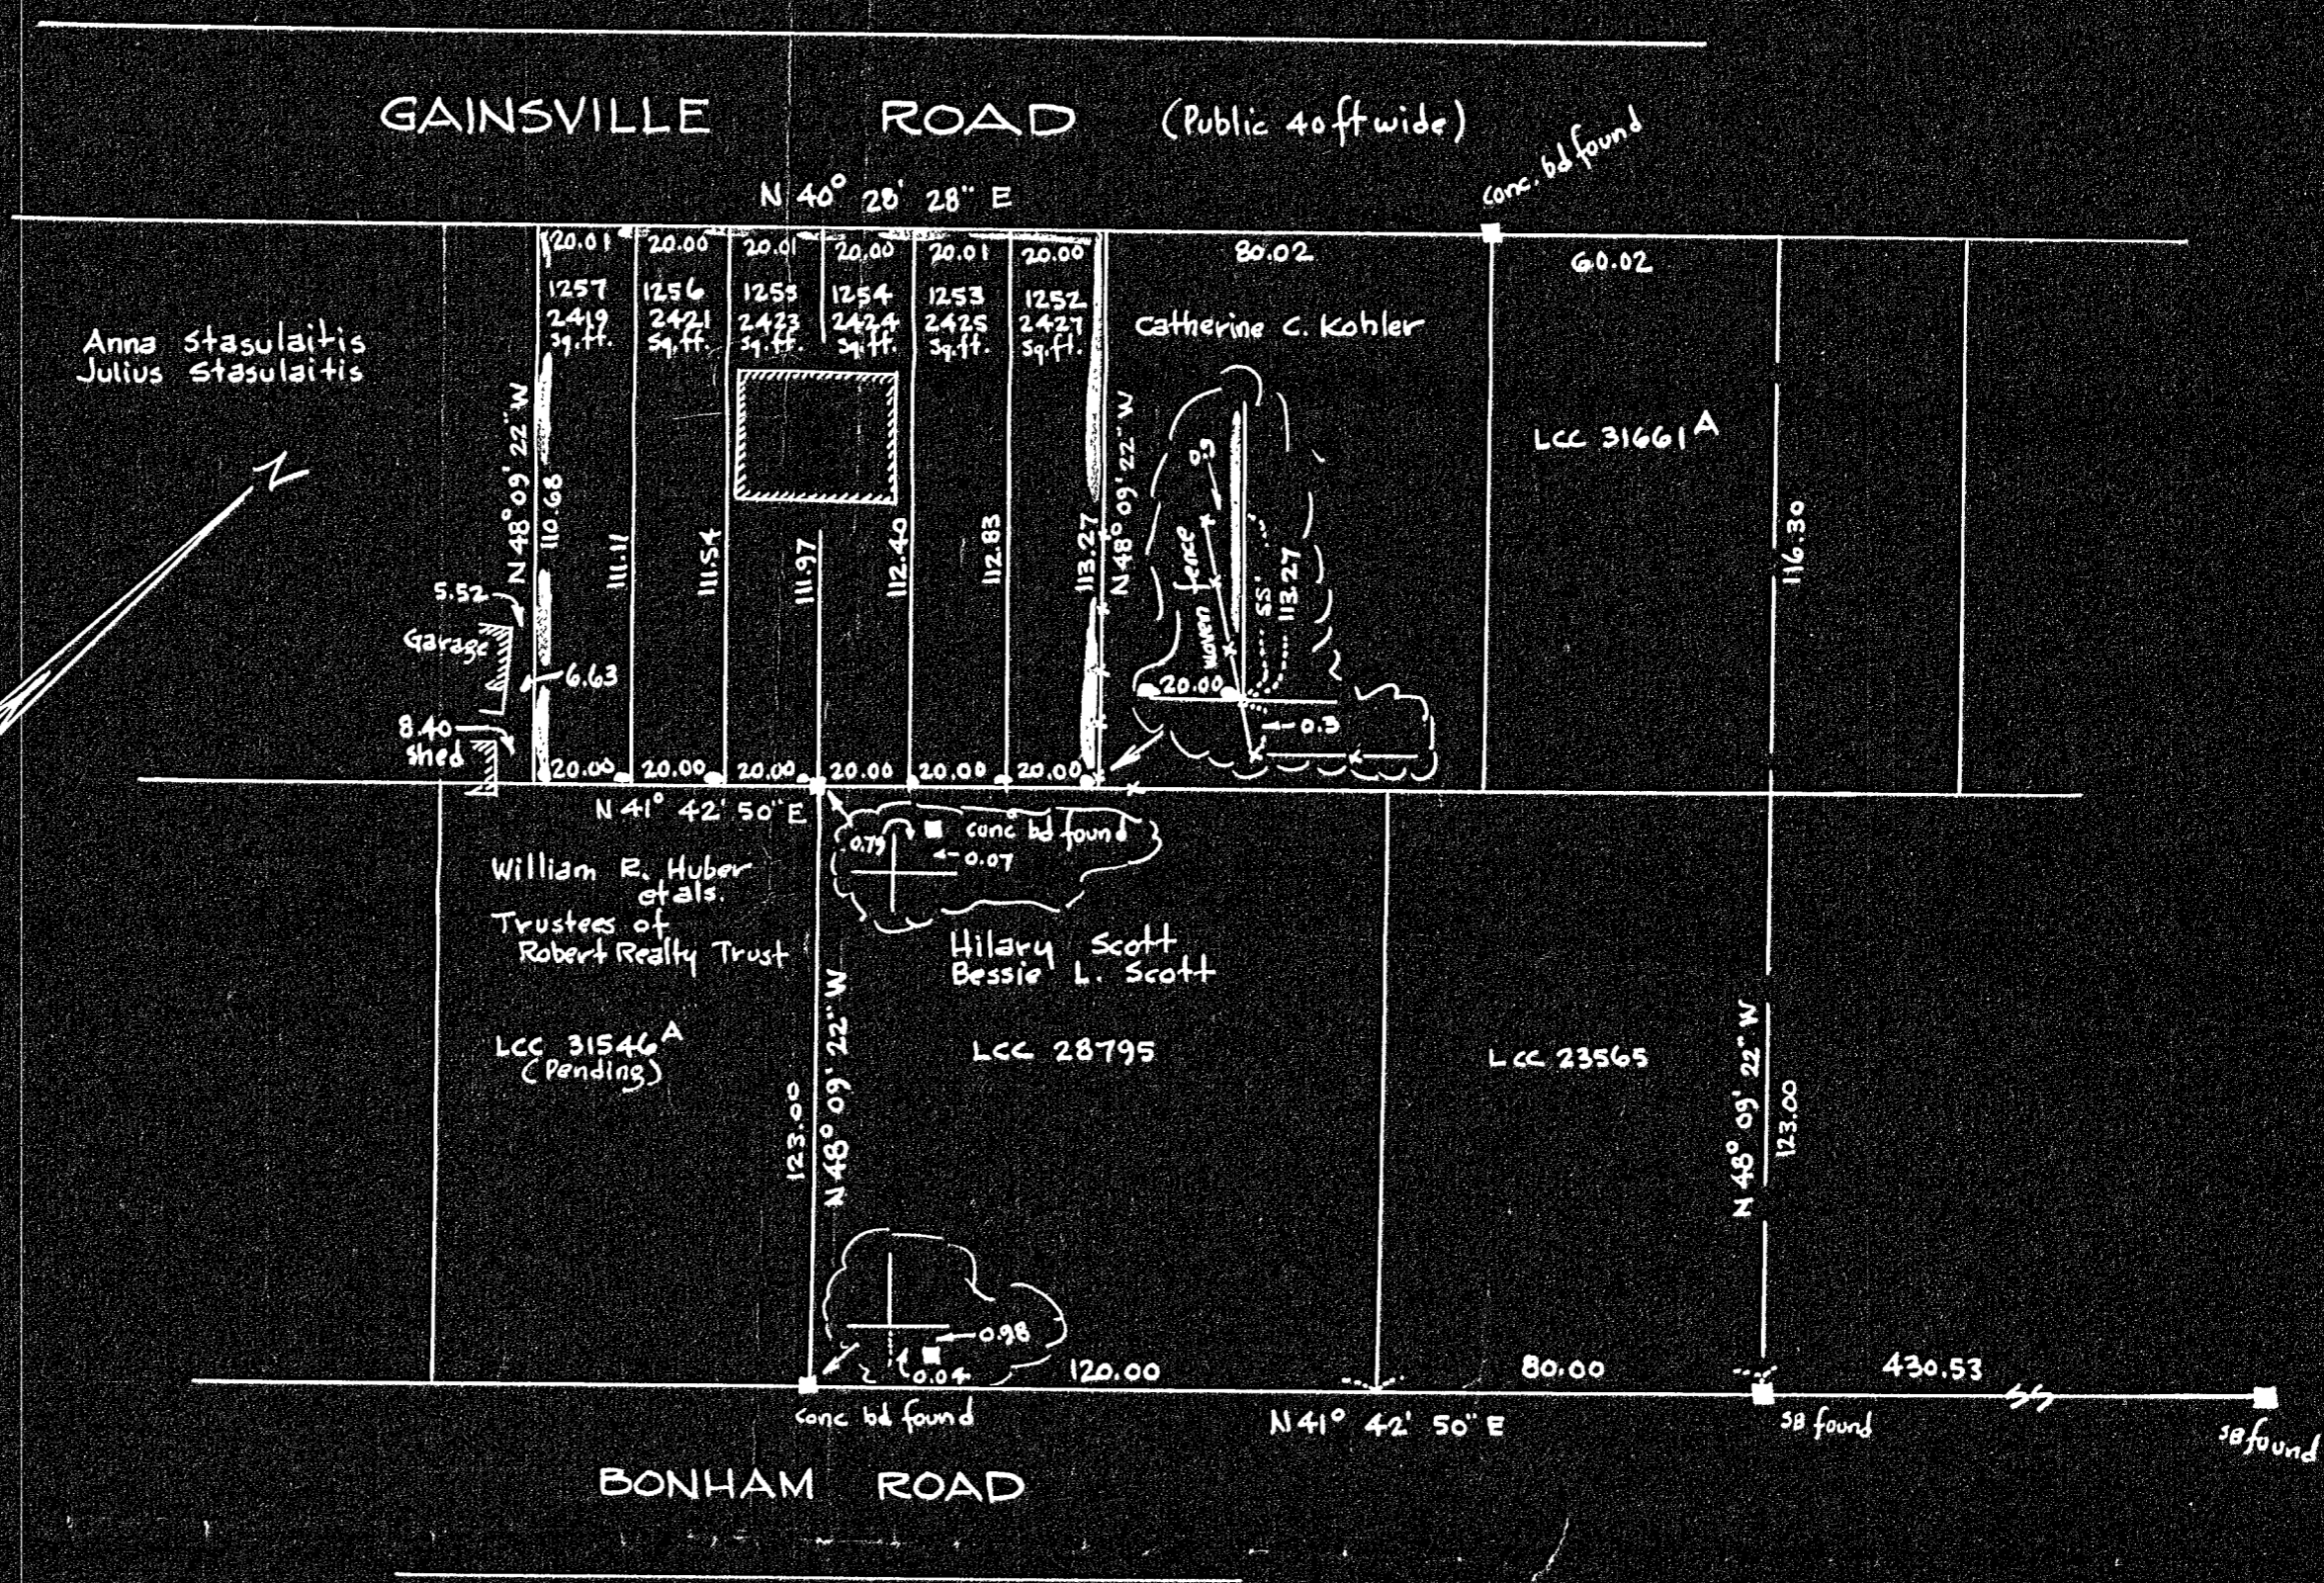 GAINSVILLE ROAD (Public 40ft wide)
conc. bd found
N 40° 28' 28" E
20.01 20.00 20.01 20.00 20.01 20.00 80.02 60.02
1257 1256 1255 1254 1253 1252
2419 2421 2423 2424 2425 2427
sq.ft. sq.ft. sq.ft. sq.ft. sq.ft. sq.ft.
Catherine C. Kohler
Anna Stasulaitis
Julius Stasulaitis
N
LCC 31661A
N 48° 09' 22" W
110.68
111.11
111.54
111.97
112.40
112.83
113.27
N 48° 09' 22" W
0.9
woven fence
55'
113.27
20.00
0.3
116.30
5.52
Garage
6.63
8.40
shed
20.00 20.00 20.00 20.00 20.00 20.00
N 41° 42' 50" E
0.79
conc bd found
0.07
William R. Huber
et als.
Trustees of
Robert Realty Trust
LCC 31546A
(Pending)
Hilary Scott
Bessie L. Scott
LCC 28795
LCC 23565
123.00
N 48° 09' 22" W
N 48° 09' 22" W
123.00
0.98
0.04
120.00 80.00 430.53
conc bd found
N 41° 42' 50" E
SB found
SB found
BONHAM ROAD